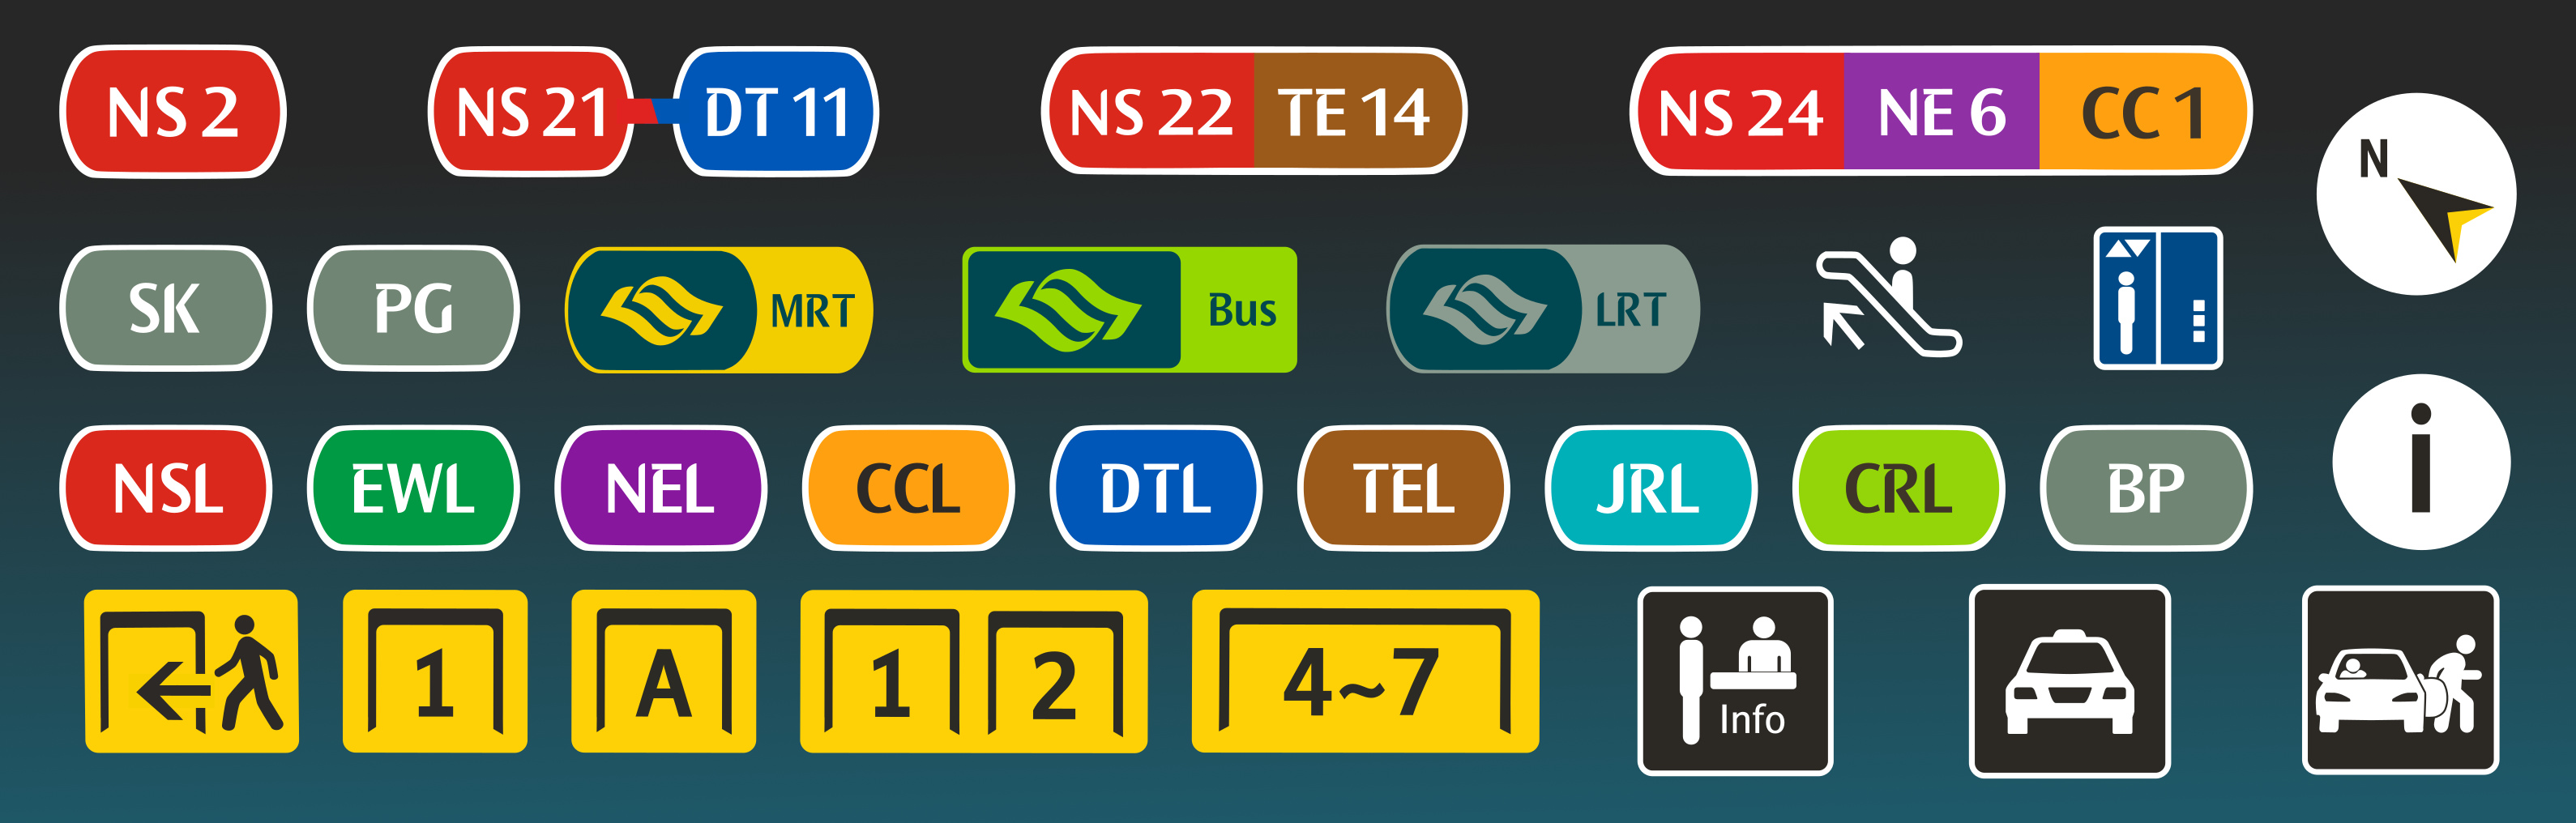 NS 2
NS 21 DT 11
NS 22 TE 14
NS 24 NE 6 CC 1
N
SK
PG
MRT
Bus
LRT
i
NSL
EWL
NEL
CCL
DTL
TEL
JRL
CRL
BP
1
A
1 2
4~7
Info